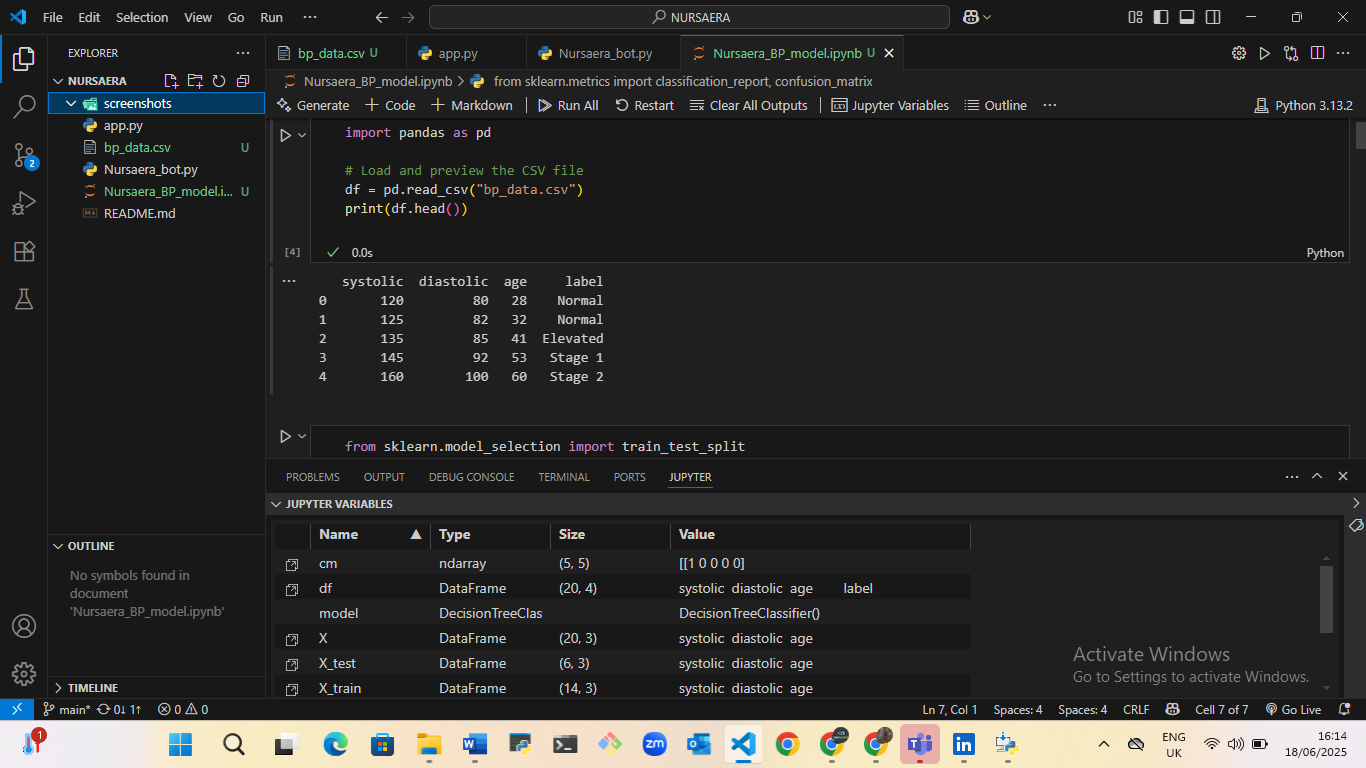 File Edit Selection View Go Run ··· NURSAERA
EXPLORER ···
NURSAERA
screenshots
app.py
bp_data.csv U
Nursaera_bot.py
Nursaera_BP_model.i... U
README.md
2
OUTLINE
No symbols found in
document
'Nursaera_BP_model.ipynb'
TIMELINE
bp_data.csv U app.py Nursaera_bot.py Nursaera_BP_model.ipynb U
Nursaera_BP_model.ipynb > from sklearn.metrics import classification_report, confusion_matrix
Generate + Code + Markdown Run All Restart Clear All Outputs Jupyter Variables Outline ··· Python 3.13.2
import pandas as pd
# Load and preview the CSV file
df = pd.read_csv("bp_data.csv")
print(df.head())
[4] 0.0s Python
··· systolic diastolic age label
0 120 80 28 Normal
1 125 82 32 Normal
2 135 85 41 Elevated
3 145 92 53 Stage 1
4 160 100 60 Stage 2
from sklearn.model_selection import train_test_split
PROBLEMS OUTPUT DEBUG CONSOLE TERMINAL PORTS JUPYTER ···
JUPYTER VARIABLES
Name Type Size Value
cm ndarray (5, 5) [[1 0 0 0 0]
df DataFrame (20, 4) systolic diastolic age label
model DecisionTreeClas DecisionTreeClassifier()
X DataFrame (20, 3) systolic diastolic age
X_test DataFrame (6, 3) systolic diastolic age
X_train DataFrame (14, 3) systolic diastolic age
Activate Windows
Go to Settings to activate Windows.
main* 0↓ 1↑ 0 0 Ln 7, Col 1 Spaces: 4 Spaces: 4 CRLF Cell 7 of 7 Go Live
1 zm ENG 16:14
UK 18/06/2025